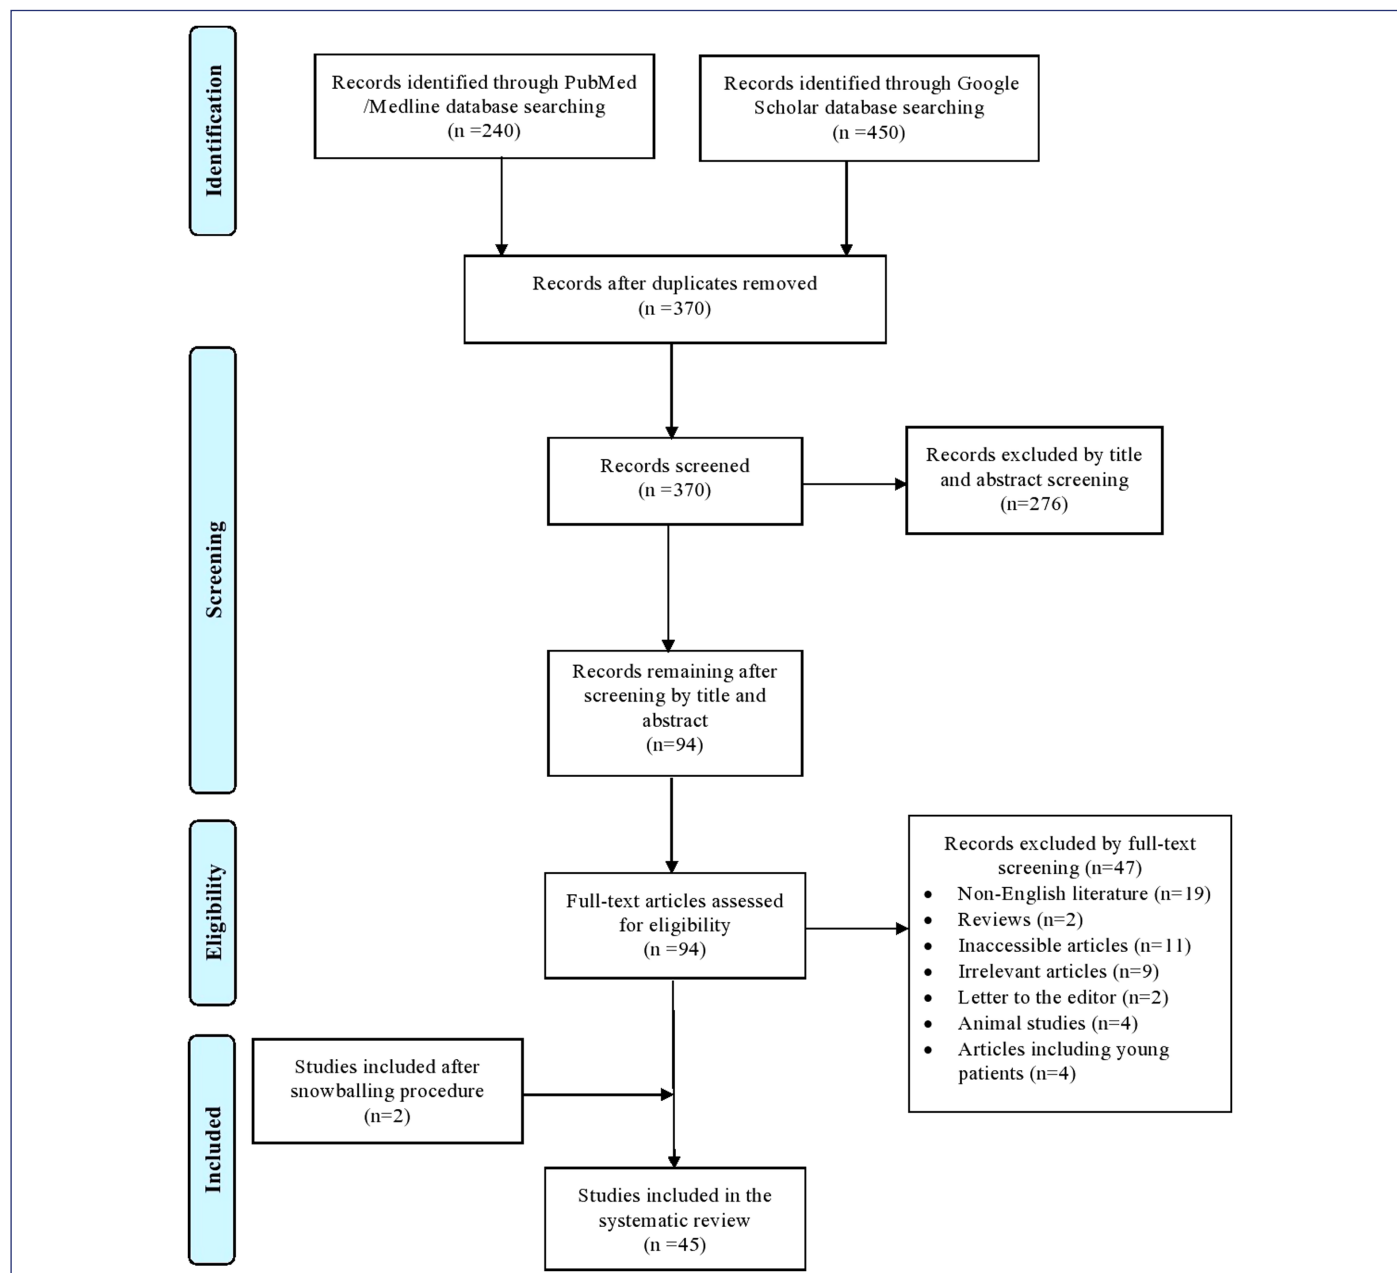 Identification
Records identified through PubMed
/Medline database searching
(n =240)
Records identified through Google
Scholar database searching
(n =450)
Records after duplicates removed
(n =370)
Screening
Records screened
(n =370)
Records excluded by title
and abstract screening
(n=276)
Records remaining after
screening by title and
abstract
(n=94)
Eligibility
Full-text articles assessed
for eligibility
(n =94)
Records excluded by full-text
screening (n=47)
• Non-English literature (n=19)
• Reviews (n=2)
• Inaccessible articles (n=11)
• Irrelevant articles (n=9)
• Letter to the editor (n=2)
• Animal studies (n=4)
• Articles including young
patients (n=4)
Included
Studies included after
snowballing procedure
(n=2)
Studies included in the
systematic review
(n =45)